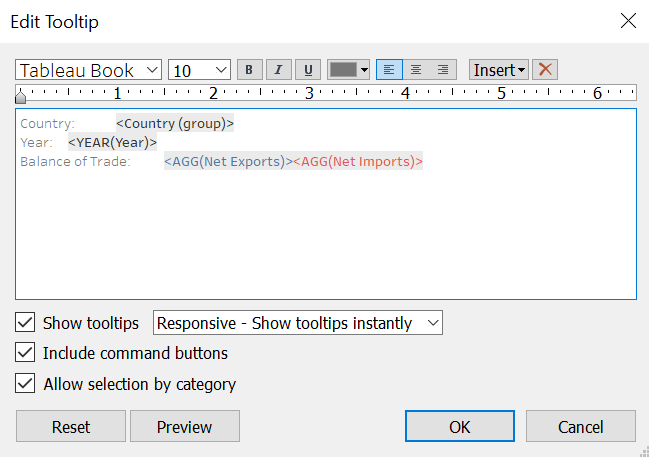 Edit Tooltip
Tableau Book 10 B I U Insert
1 2 3 4 5 6
Country: <Country (group)>
Year: <YEAR(Year)>
Balance of Trade: <AGG(Net Exports)><AGG(Net Imports)>
Show tooltips Responsive - Show tooltips instantly
Include command buttons
Allow selection by category
Reset Preview OK Cancel